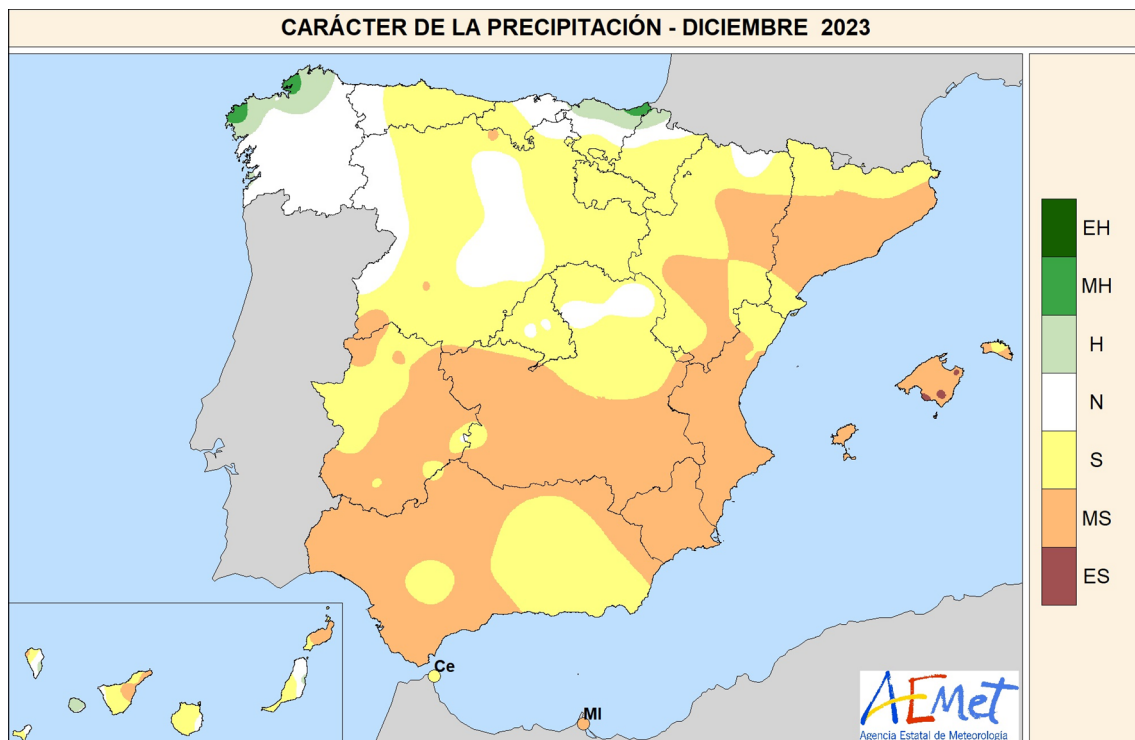 CARÁCTER DE LA PRECIPITACIÓN - DICIEMBRE 2023
EH
MH
H
N
S
MS
ES
Ce
Ml
AEMet
Agencia Estatal de Meteorología